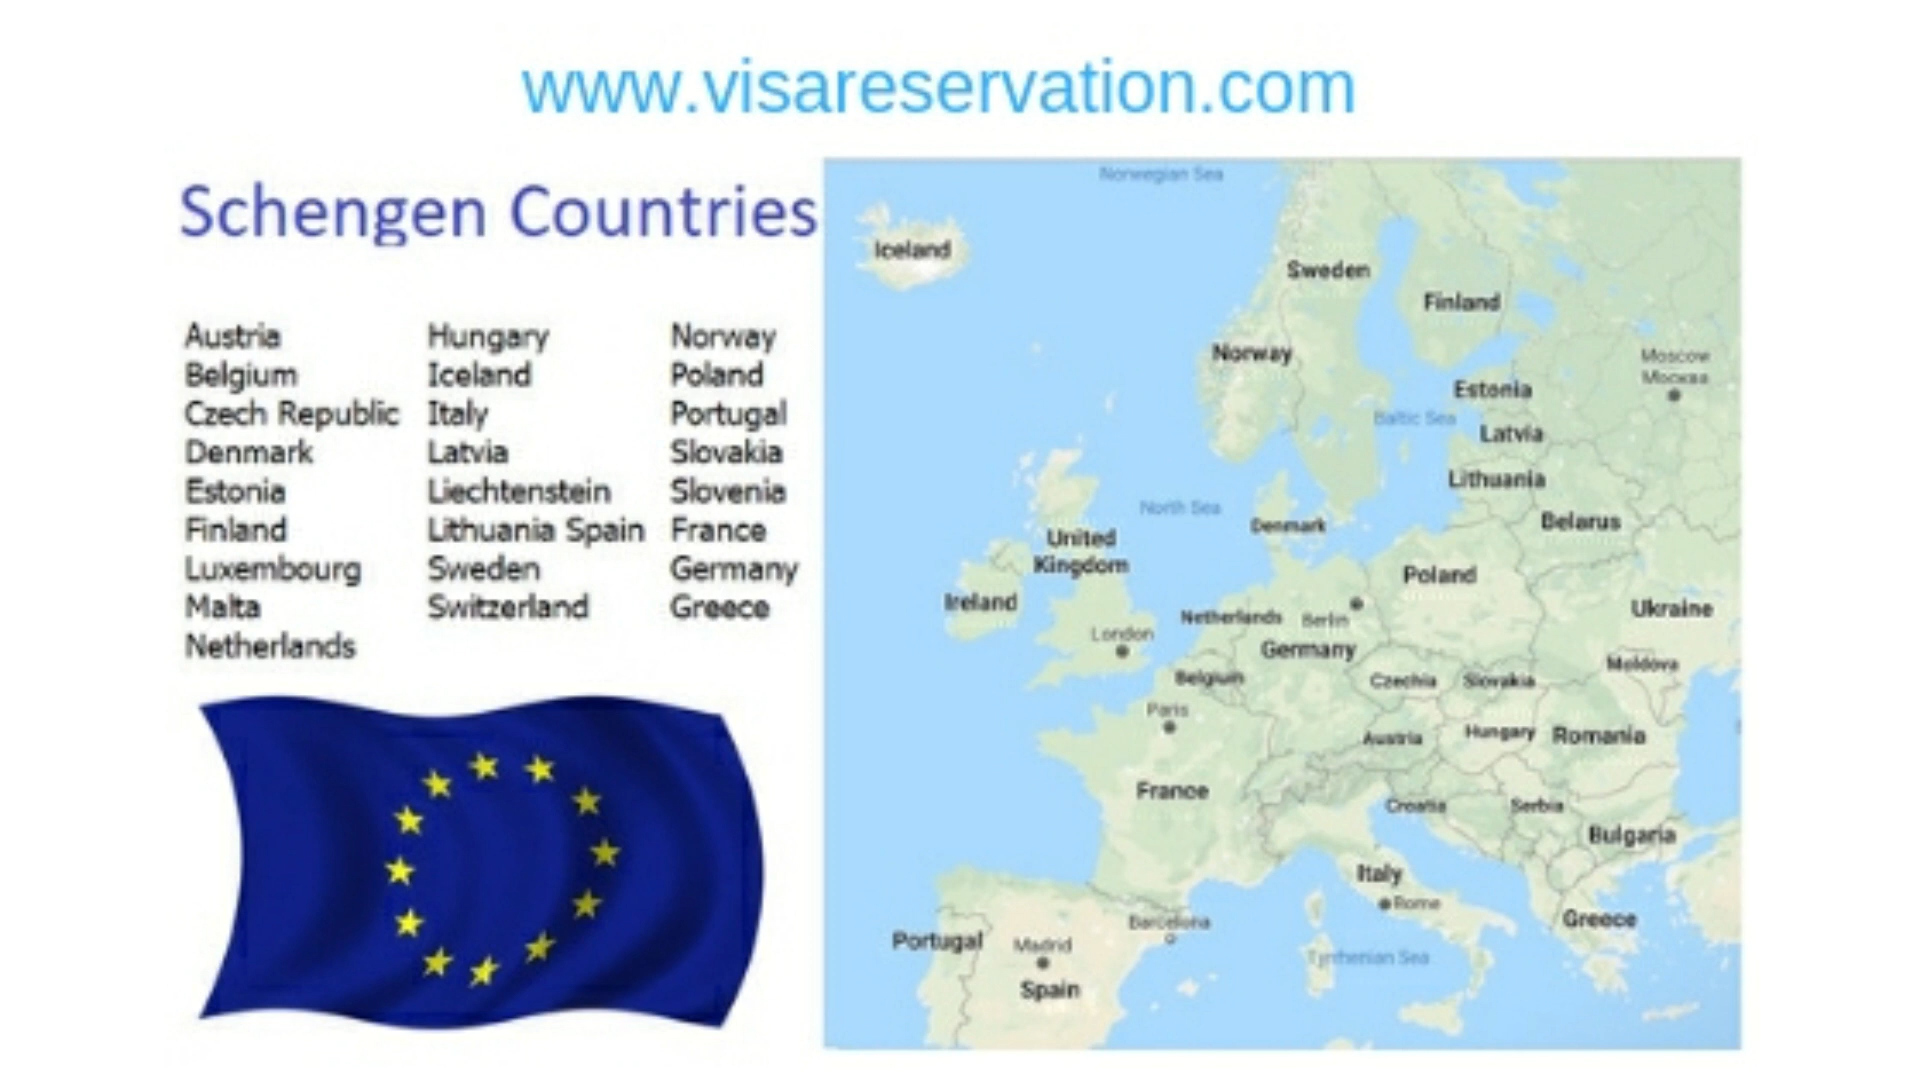 www.visareservation.com
Schengen Countries
Austria
Belgium
Czech Republic
Denmark
Estonia
Finland
Luxembourg
Malta
Netherlands
Hungary
Iceland
Italy
Latvia
Liechtenstein
Lithuania Spain
Sweden
Switzerland
Norway
Poland
Portugal
Slovakia
Slovenia
France
Germany
Greece
Norwegian Sea
Iceland
Sweden
Finland
Norway
Moscow
Москва
Estonia
Baltic Sea
Latvia
Lithuania
North Sea
Denmark
Belarus
United
Kingdom
Poland
Ireland
Netherlands
Berlin
Ukraine
London
Germany
Moldova
Belgium
Czechia
Slovakia
Paris
Austria
Hungary
Romania
France
Croatia
Serbia
Bulgaria
Italy
Rome
Greece
Barcelona
Portugal
Madrid
Tyrrhenian Sea
Spain